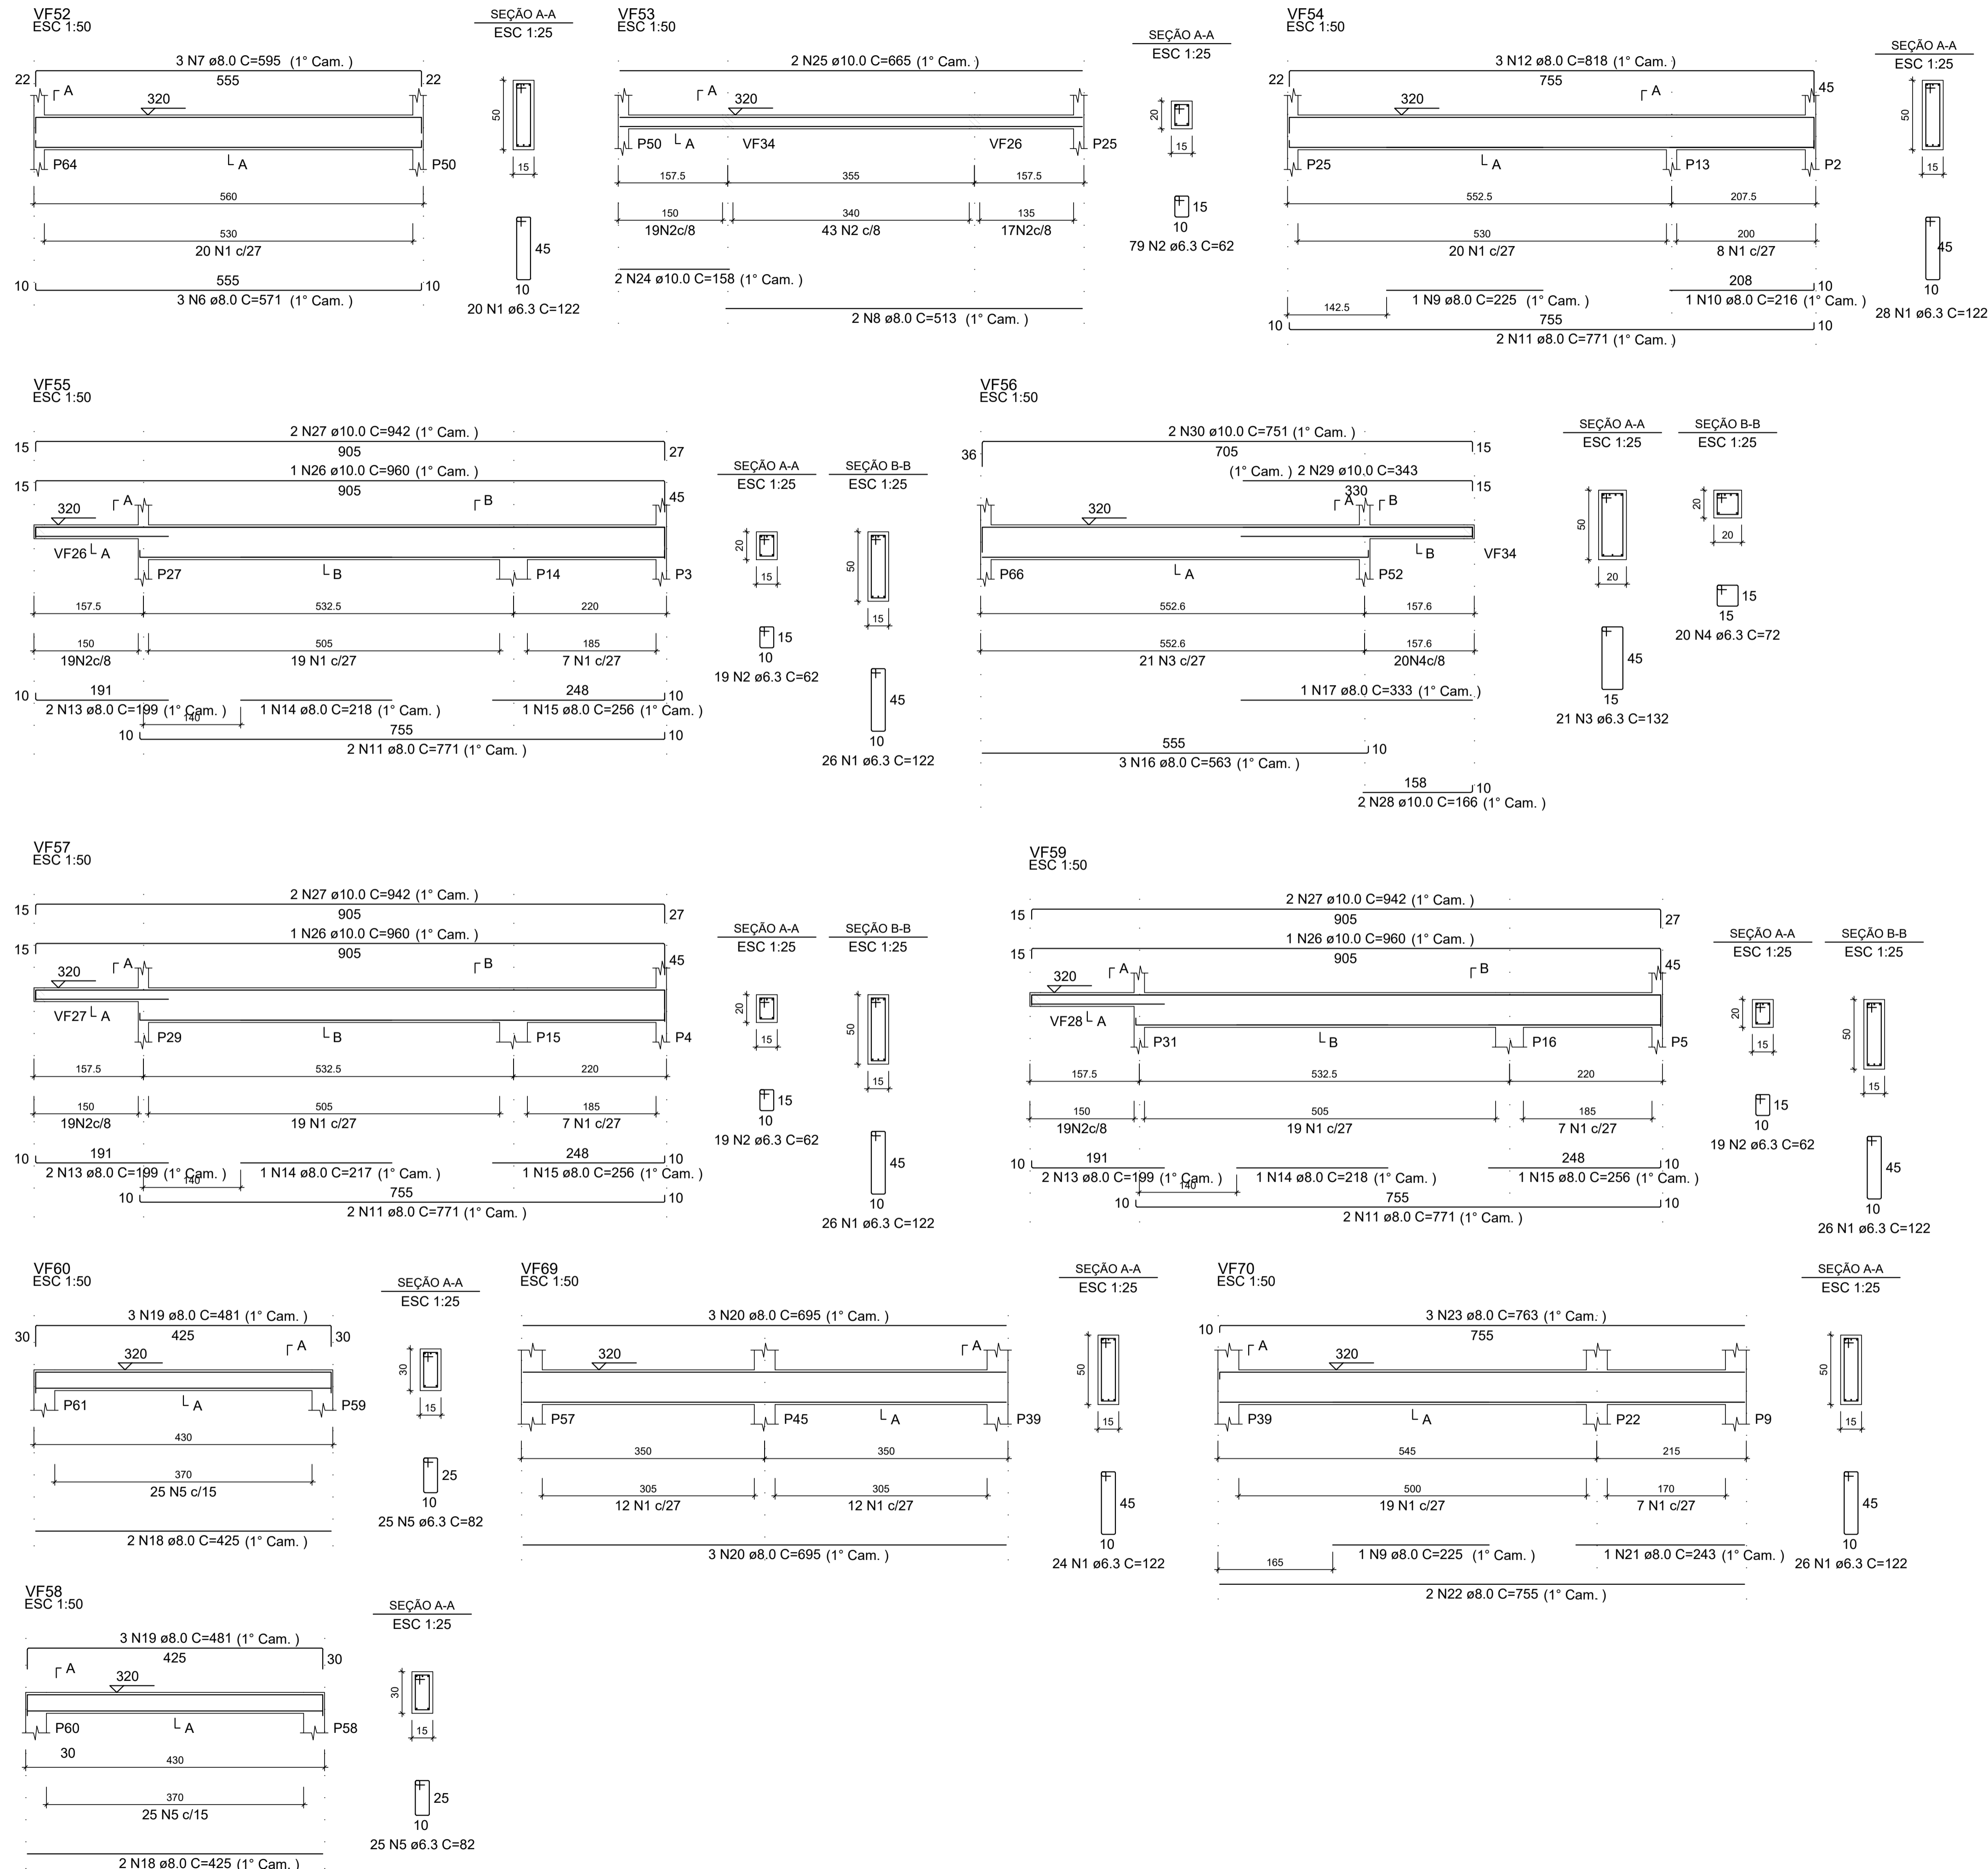 VF52
ESC 1:50
3 N7 ø8.0 C=595 (1° Cam. )
22
555
22
A
320
P64
A
P50
560
530
20 N1 c/27
10
555
10
3 N6 ø8.0 C=571 (1° Cam. )
SEÇÃO A-A
ESC 1:25
50
15
45
10
20 N1 ø6.3 C=122
VF53
ESC 1:50
2 N25 ø10.0 C=665 (1° Cam. )
A
320
P50
A
VF34
VF26
P25
157.5
355
157.5
150
340
135
19N2c/8
43 N2 c/8
17N2c/8
2 N24 ø10.0 C=158 (1° Cam. )
2 N8 ø8.0 C=513 (1° Cam. )
SEÇÃO A-A
ESC 1:25
20
15
15
10
79 N2 ø6.3 C=62
VF54
ESC 1:50
3 N12 ø8.0 C=818 (1° Cam. )
22
755
45
A
320
P25
A
P13
P2
552.5
207.5
530
200
20 N1 c/27
8 N1 c/27
208
10
1 N9 ø8.0 C=225 (1° Cam. )
1 N10 ø8.0 C=216 (1° Cam. )
142.5
10
755
10
2 N11 ø8.0 C=771 (1° Cam. )
SEÇÃO A-A
ESC 1:25
50
15
45
10
28 N1 ø6.3 C=122
VF55
ESC 1:50
2 N27 ø10.0 C=942 (1° Cam. )
15
905
27
1 N26 ø10.0 C=960 (1° Cam. )
15
905
45
A
B
320
VF26
A
P27
B
P14
P3
157.5
532.5
220
150
505
185
19N2c/8
19 N1 c/27
7 N1 c/27
10
191
248
10
2 N13 ø8.0 C=199 (1° Cam. )
1 N14 ø8.0 C=218 (1° Cam. )
1 N15 ø8.0 C=256 (1° Cam. )
140
10
755
10
2 N11 ø8.0 C=771 (1° Cam. )
SEÇÃO A-A
ESC 1:25
20
15
15
10
19 N2 ø6.3 C=62
SEÇÃO B-B
ESC 1:25
50
15
45
10
26 N1 ø6.3 C=122
VF56
ESC 1:50
2 N30 ø10.0 C=751 (1° Cam. )
36
705
15
(1° Cam. ) 2 N29 ø10.0 C=343
330
15
A
B
320
P66
A
P52
B
VF34
552.6
157.6
552.6
157.6
21 N3 c/27
20N4c/8
1 N17 ø8.0 C=333 (1° Cam. )
555
10
3 N16 ø8.0 C=563 (1° Cam. )
158
10
2 N28 ø10.0 C=166 (1° Cam. )
SEÇÃO A-A
ESC 1:25
50
20
45
15
21 N3 ø6.3 C=132
SEÇÃO B-B
ESC 1:25
20
20
15
15
20 N4 ø6.3 C=72
VF57
ESC 1:50
2 N27 ø10.0 C=942 (1° Cam. )
15
905
27
1 N26 ø10.0 C=960 (1° Cam. )
15
905
45
A
B
320
VF27
A
P29
B
P15
P4
157.5
532.5
220
150
505
185
19N2c/8
19 N1 c/27
7 N1 c/27
10
191
248
10
2 N13 ø8.0 C=199 (1° Cam. )
1 N14 ø8.0 C=217 (1° Cam. )
1 N15 ø8.0 C=256 (1° Cam. )
140
10
755
10
2 N11 ø8.0 C=771 (1° Cam. )
SEÇÃO A-A
ESC 1:25
20
15
15
10
19 N2 ø6.3 C=62
SEÇÃO B-B
ESC 1:25
50
15
45
10
26 N1 ø6.3 C=122
VF59
ESC 1:50
2 N27 ø10.0 C=942 (1° Cam. )
15
905
27
1 N26 ø10.0 C=960 (1° Cam. )
15
905
45
A
B
320
VF28
A
P31
B
P16
P5
157.5
532.5
220
150
505
185
19N2c/8
19 N1 c/27
7 N1 c/27
10
191
248
10
2 N13 ø8.0 C=199 (1° Cam. )
1 N14 ø8.0 C=218 (1° Cam. )
1 N15 ø8.0 C=256 (1° Cam. )
140
10
755
10
2 N11 ø8.0 C=771 (1° Cam. )
SEÇÃO A-A
ESC 1:25
20
15
15
10
19 N2 ø6.3 C=62
SEÇÃO B-B
ESC 1:25
50
15
45
10
26 N1 ø6.3 C=122
VF60
ESC 1:50
3 N19 ø8.0 C=481 (1° Cam. )
30
425
30
A
320
P61
A
P59
430
370
25 N5 c/15
2 N18 ø8.0 C=425 (1° Cam. )
SEÇÃO A-A
ESC 1:25
30
15
25
10
25 N5 ø6.3 C=82
VF69
ESC 1:50
3 N20 ø8.0 C=695 (1° Cam. )
320
A
P57
P45
A
P39
350
350
305
305
12 N1 c/27
12 N1 c/27
3 N20 ø8.0 C=695 (1° Cam. )
SEÇÃO A-A
ESC 1:25
50
15
45
10
24 N1 ø6.3 C=122
VF70
ESC 1:50
3 N23 ø8.0 C=763 (1° Cam. )
10
755
A
320
P39
A
P22
P9
545
215
500
170
19 N1 c/27
7 N1 c/27
1 N9 ø8.0 C=225 (1° Cam. )
1 N21 ø8.0 C=243 (1° Cam. )
165
2 N22 ø8.0 C=755 (1° Cam. )
SEÇÃO A-A
ESC 1:25
50
15
45
10
26 N1 ø6.3 C=122
VF58
ESC 1:50
3 N19 ø8.0 C=481 (1° Cam. )
425
30
A
320
P60
A
P58
30
430
370
25 N5 c/15
2 N18 ø8.0 C=425 (1° Cam. )
SEÇÃO A-A
ESC 1:25
30
15
25
10
25 N5 ø6.3 C=82